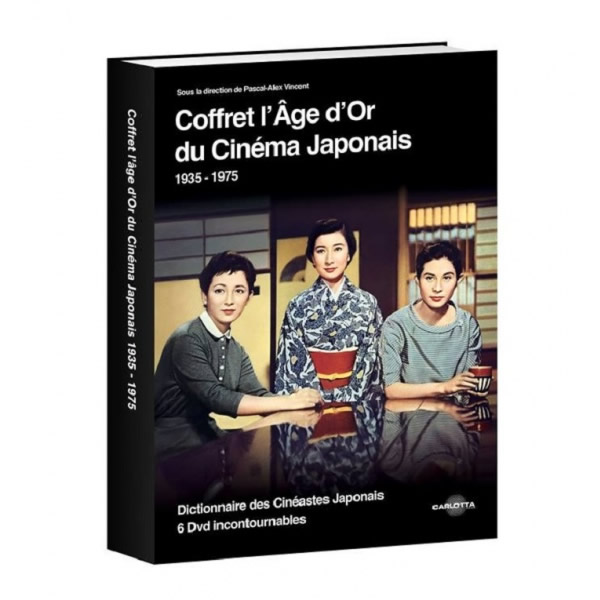 Sous la direction de Pascal-Alex Vincent
Coffret l'Âge d'Or
du Cinéma Japonais
1935 - 1975
Coffret l'âge d'Or du Cinéma Japonais 1935 - 1975
Dictionnaire des Cinéastes Japonais
6 Dvd incontournables
CARLOTTA